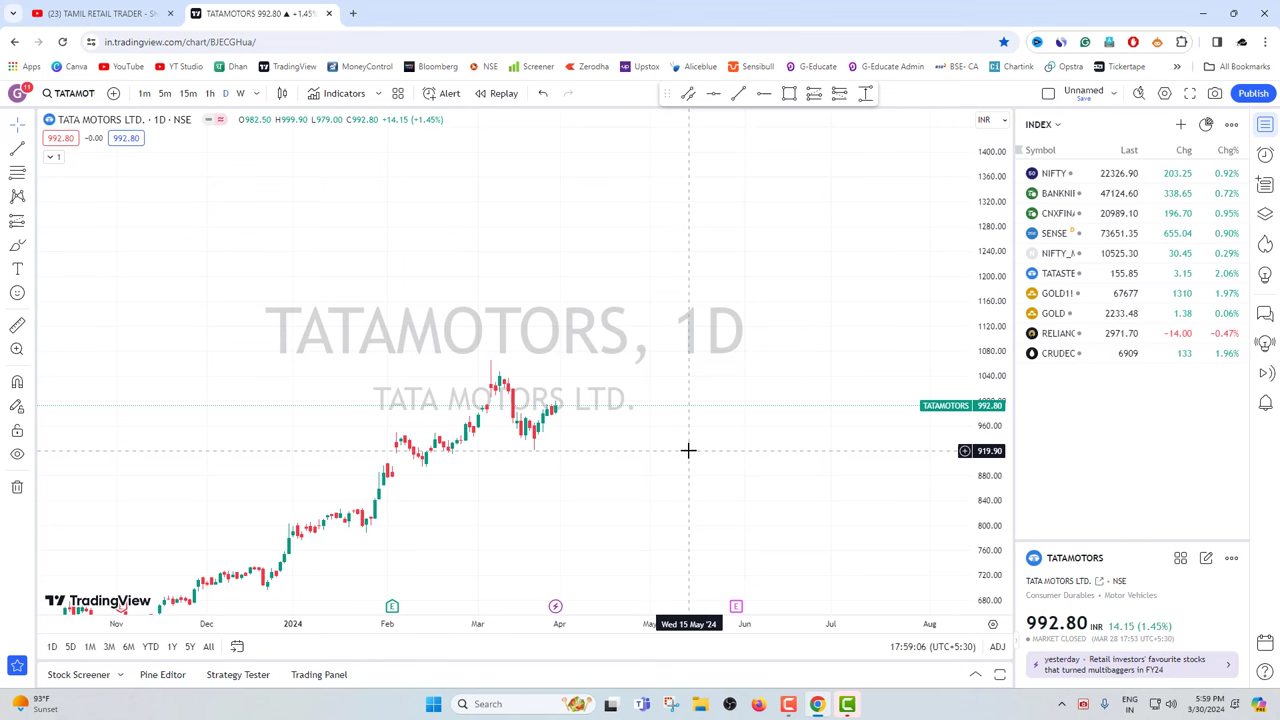 (23) TAMIL RETAIL TRADER - S
TATAMOTORS 992.80 ▲ +1.45%
in.tradingview.com/chart/BJECGHua/
Apps Canva YouTube YT Studio Dhan TradingView MoneyControl Bloomberg NSE Screener Zerodha Upstox Aliceblue Sensibull G-Educate G-Educate Admin BSE- CA Chartink Opstra Tickertape » All Bookmarks
G 11 TATAMOT 1m 5m 15m 1h D W Indicators Alert Replay Unnamed Save Publish
TATA MOTORS LTD. · 1D · NSE O982.50 H999.90 L979.00 C992.80 +14.15 (+1.45%) INR
992.80 −0.00 992.80
1
INDEX
Symbol Last Chg Chg%
NIFTY 22326.90 203.25 0.92%
BANKNI 47124.60 338.65 0.72%
CNXFIN 20989.10 196.70 0.95%
SENSE D 73651.35 655.04 0.90%
NIFTY_ 10525.30 30.45 0.29%
TATASTE 155.85 3.15 2.06%
GOLD1! 67677 1310 1.97%
GOLD 2233.48 1.38 0.06%
RELIANC 2971.70 −14.00 −0.47%
CRUDEC 6909 133 1.96%
1400.00
1360.00
1320.00
1280.00
1240.00
1200.00
1160.00
1120.00
1080.00
1040.00
TATAMOTORS 992.80
960.00
919.90
880.00
840.00
800.00
760.00
720.00
680.00
TATAMOTORS, 1D
TATA MOTORS LTD.
TradingView
E E
Nov Dec 2024 Feb Mar Apr Wed 15 May '24 Jun Jul Aug
1D 5D 1M 3M 6M YTD 1Y 5Y All 17:59:06 (UTC+5:30) ADJ
Stock Screener Pine Editor Strategy Tester Trading Panel
TATAMOTORS
TATA MOTORS LTD. · NSE
Consumer Durables • Motor Vehicles
992.80 INR 14.15 (1.45%)
MARKET CLOSED (MAR 28 17:53 UTC+5:30)
yesterday • Retail investors' favourite stocks
that turned multibaggers in FY24
93°F
Sunset
Search
ENG
IN
5:59 PM
3/30/2024